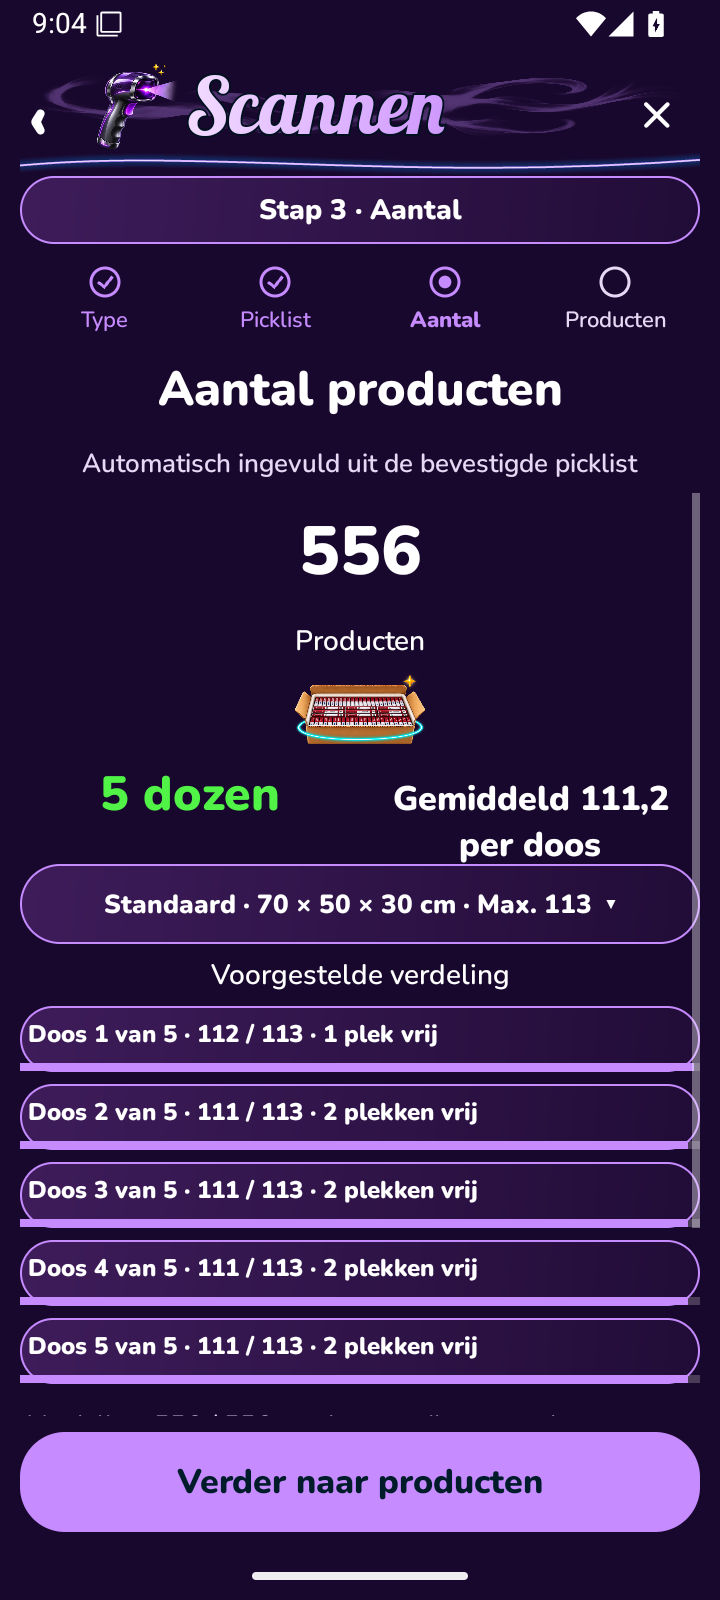 9:04
Scannen
Stap 3 · Aantal
Type
Picklist
Aantal
Producten
Aantal producten
Automatisch ingevuld uit de bevestigde picklist
556
Producten
5 dozen
Gemiddeld 111,2
per doos
Standaard · 70 × 50 × 30 cm · Max. 113 ▼
Voorgestelde verdeling
Doos 1 van 5 · 112 / 113 · 1 plek vrij
Doos 2 van 5 · 111 / 113 · 2 plekken vrij
Doos 3 van 5 · 111 / 113 · 2 plekken vrij
Doos 4 van 5 · 111 / 113 · 2 plekken vrij
Doos 5 van 5 · 111 / 113 · 2 plekken vrij
Verder naar producten